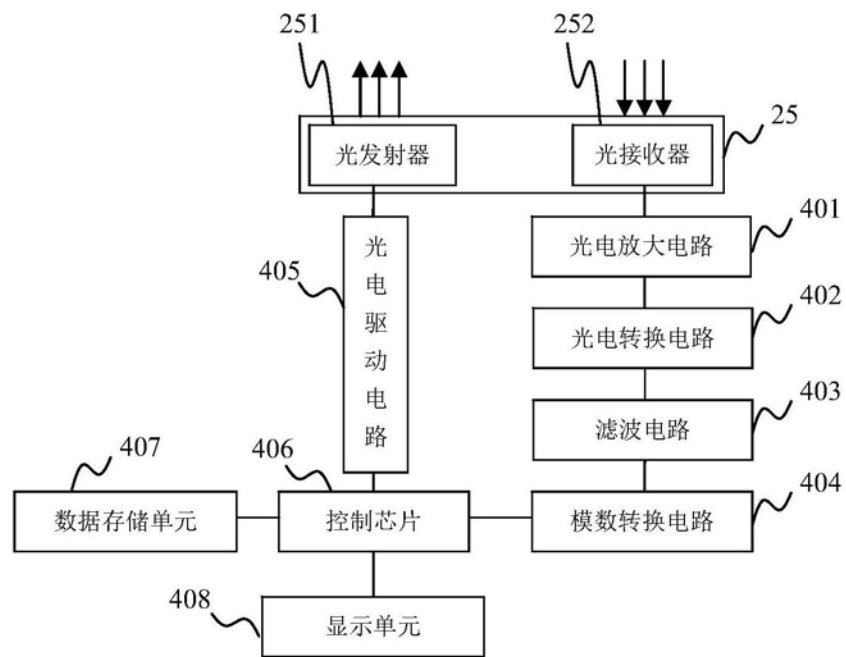 251
252
25
光发射器
光接收器
401
光电放大电路
405
光电驱动电路
402
光电转换电路
403
滤波电路
407
406
404
数据存储单元
控制芯片
模数转换电路
408
显示单元